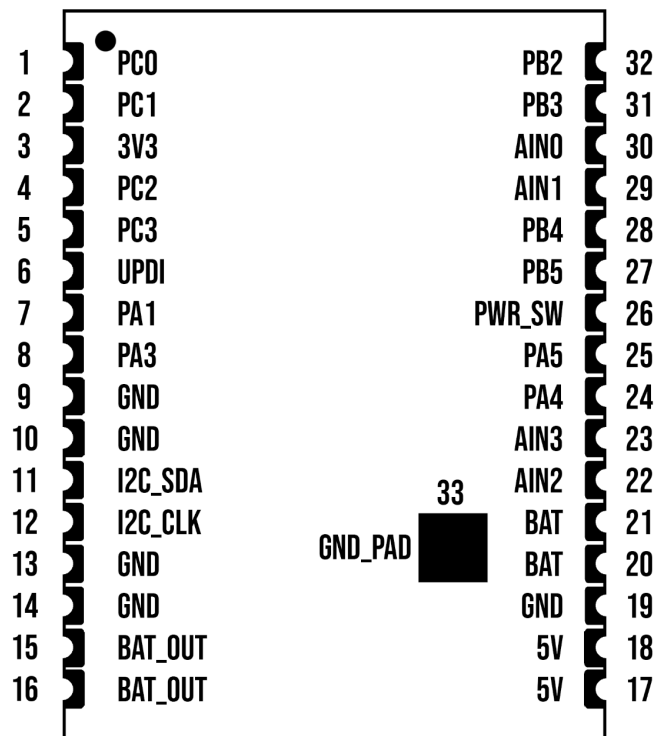 1 PC0 PB2 32
2 PC1 PB3 31
3 3V3 AIN0 30
4 PC2 AIN1 29
5 PC3 PB4 28
6 UPDI PB5 27
7 PA1 PWR_SW 26
8 PA3 PA5 25
9 GND PA4 24
10 GND AIN3 23
11 I2C_SDA 33 AIN2 22
12 I2C_CLK BAT 21
13 GND GND_PAD BAT 20
14 GND GND 19
15 BAT_OUT 5V 18
16 BAT_OUT 5V 17